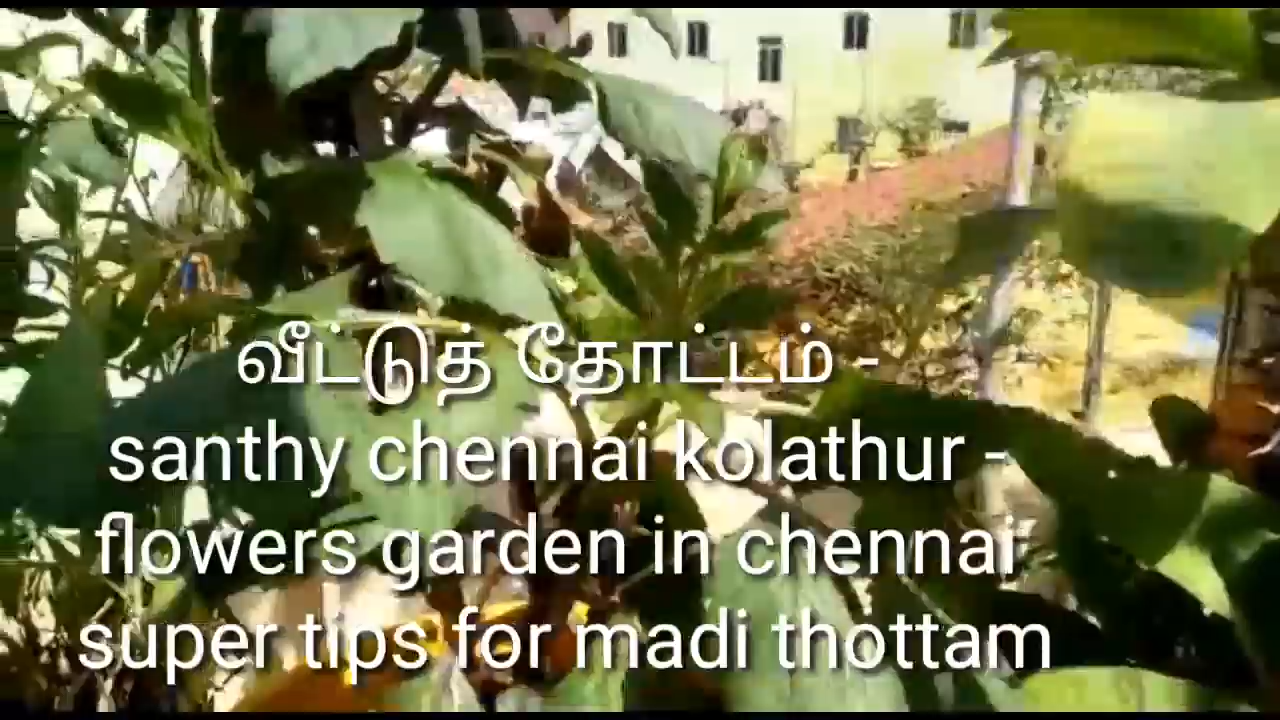 வீட்டுத் தோட்டம் -
santhy chennai kolathur -
flowers garden in chennai
super tips for madi thottam